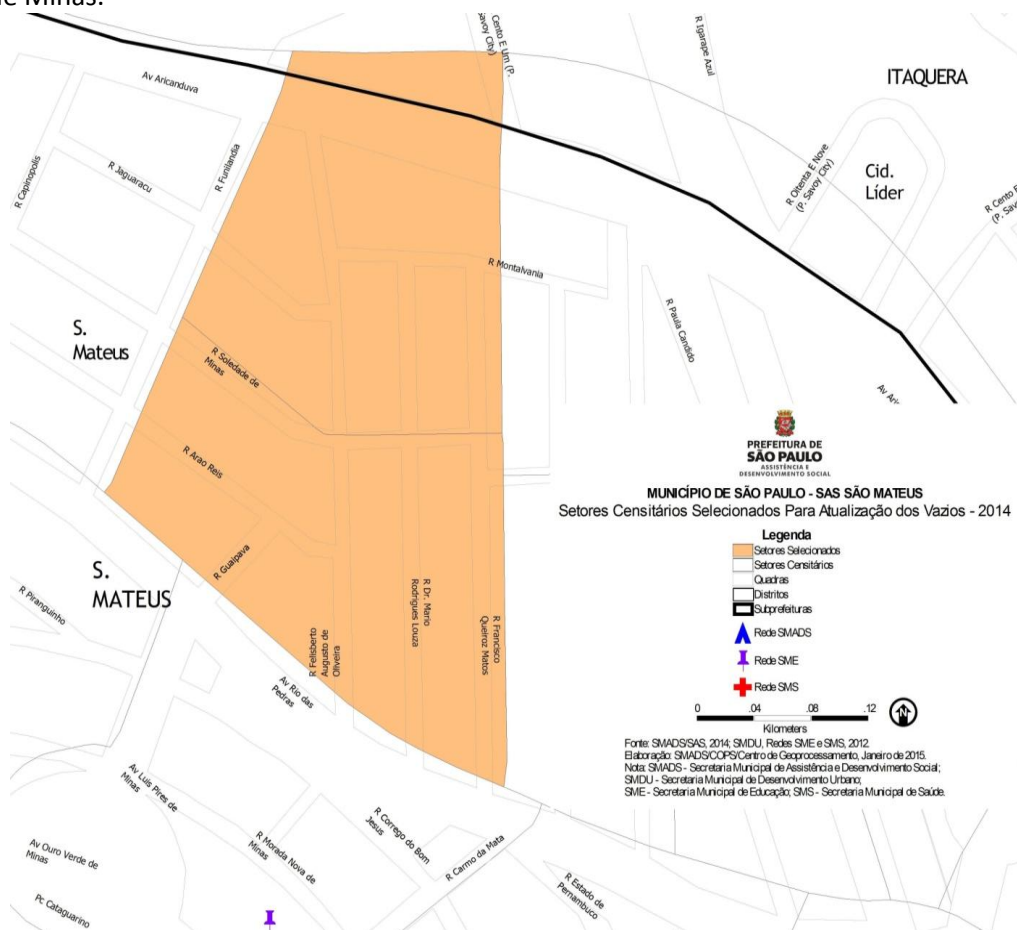 de Minas.
Cento E Um (P.
Savoy City)
R Igarape Azul
ITAQUERA
Av Aricanduva
R Jaguaracu
R Capinopolis
R Funilandia
R Oitenta E Nove
(P. Savoy City)
Cid.
Líder
R Cento E
(P. Savo
R Montalvania
R Paula Candido
S.
Mateus
R Soledade de
Minas
Av Aric
R Arao Reis
R Guaipava
S.
MATEUS
R Piranguinho
R Felisberto
Augusto de
Oliveira
R Dr. Mario
Rodrigues Louza
R Francisco
Queiroz Matos
Av Rio das
Pedras
Av Luis Pires de
Minas
R Morada Nova de
Minas
R Corrego do Bom
Jesus
R Carmo da Mata
R Estado de
Pernambuco
Av Ouro Verde de
Minas
Pc Cataguarino
PREFEITURA DE
SÃO PAULO
ASSISTÊNCIA E
DESENVOLVIMENTO SOCIAL
MUNICÍPIO DE SÃO PAULO - SAS SÃO MATEUS
Setores Censitários Selecionados Para Atualização dos Vazios - 2014
Legenda
Setores Selecionados
Setores Censitários
Quadras
Distritos
Subprefeituras
Rede SMADS
Rede SME
Rede SMS
0 .04 .08 .12
Kilometers
N
Fonte: SMADS/SAS, 2014; SMDU, Redes SME e SMS, 2012.
Elaboração: SMADS/COPS/Centro de Geoprocessamento, Janeiro de 2015.
Nota: SMADS - Secretaria Municipal de Assistência e Desenvolvimento Social;
SMDU - Secretaria Municipal de Desenvolvimento Urbano;
SME - Secretaria Municipal de Educação; SMS - Secretaria Municipal de Saúde.